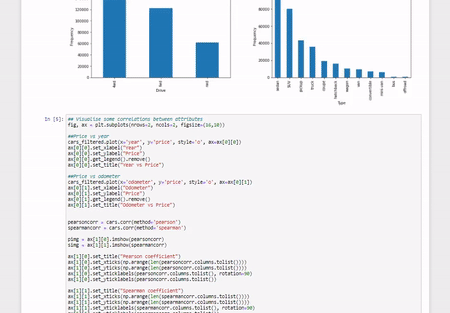 120000
100000
80000
60000
40000
20000
0
Frequency
4wd
fwd
rwd
Drive
80000
60000
40000
20000
0
Frequency
sedan
SUV
pickup
truck
coupe
hatchback
wagon
van
convertible
mini-van
bus
offroad
Type
In [5]: ## Visualise some correlations between attributes
fig, ax = plt.subplots(nrows=2, ncols=2, figsize=(16,10))
##Price vs year
cars_filtered.plot(x='year', y='price', style='o', ax=ax[0][0])
ax[0][0].set_xlabel("Year")
ax[0][0].set_ylabel("Price")
ax[0][0].get_legend().remove()
ax[0][0].set_title("Year vs Price")
##Price vs odometer
cars_filtered.plot(x='odometer', y='price', style='o', ax=ax[0][1])
ax[0][1].set_xlabel("Odometer")
ax[0][1].set_ylabel("Price")
ax[0][1].get_legend().remove()
ax[0][1].set_title("Odometer vs Price")
pearsoncorr = cars.corr(method='pearson')
spearmancorr = cars.corr(method='spearman')
pimg = ax[1][0].imshow(pearsoncorr)
simg = ax[1][1].imshow(spearmancorr)
ax[1][0].set_title("Pearson coefficient")
ax[1][0].set_xticks(np.arange(len(pearsoncorr.columns.tolist())))
ax[1][0].set_yticks(np.arange(len(pearsoncorr.columns.tolist())))
ax[1][0].set_xticklabels(pearsoncorr.columns.tolist(), rotation=90)
ax[1][0].set_yticklabels(pearsoncorr.columns.tolist())
ax[1][1].set_title("Spearman coefficient")
ax[1][1].set_xticks(np.arange(len(spearmancorr.columns.tolist())))
ax[1][1].set_yticks(np.arange(len(spearmancorr.columns.tolist())))
ax[1][1].set_xticklabels(spearmancorr.columns.tolist(), rotation=90)